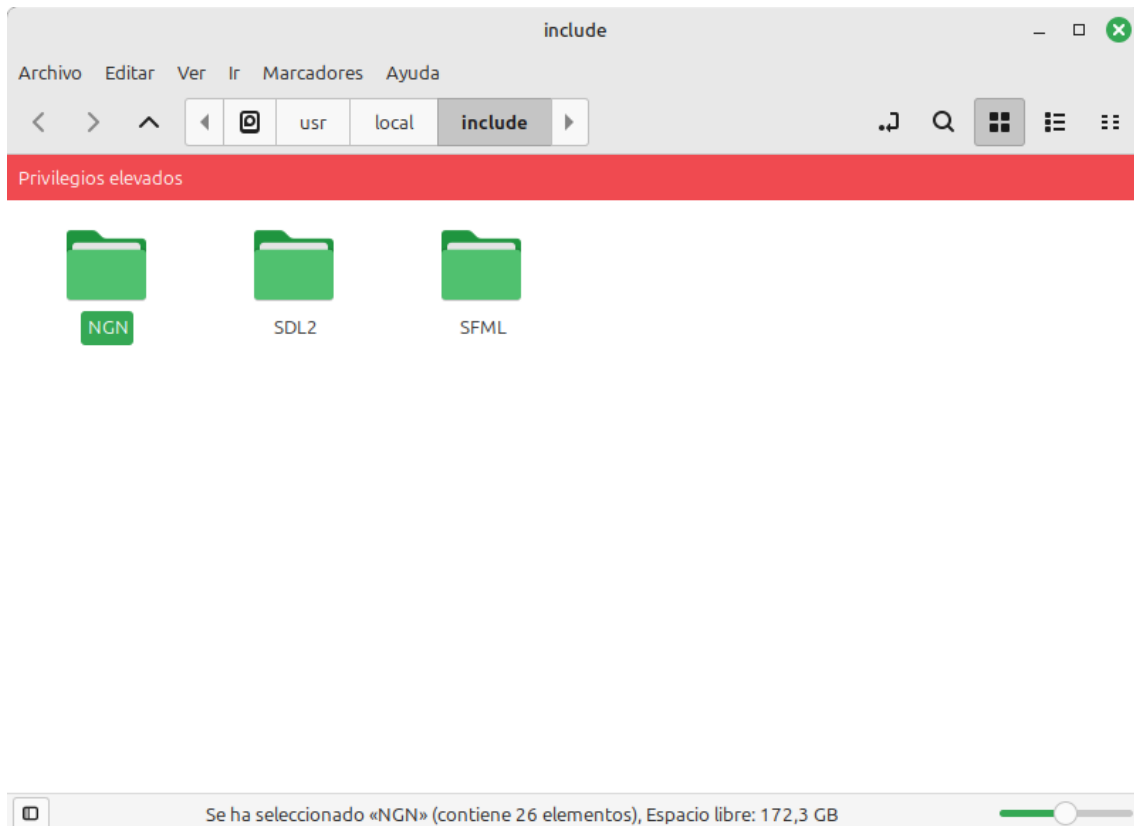 include
Archivo Editar Ver Ir Marcadores Ayuda
usr local include
Privilegios elevados
NGN SDL2 SFML
Se ha seleccionado «NGN» (contiene 26 elementos), Espacio libre: 172,3 GB